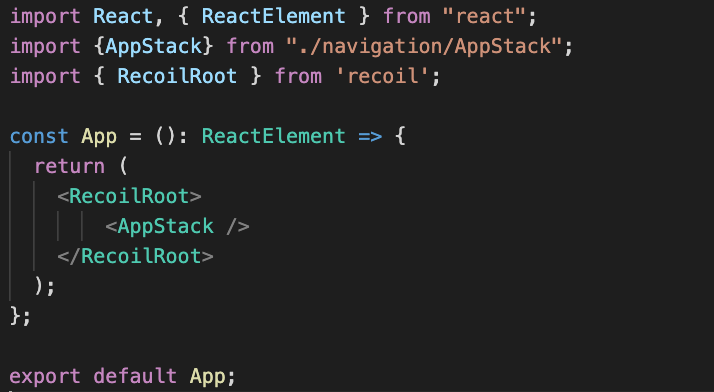 import React, { ReactElement } from "react";
import {AppStack} from "./navigation/AppStack";
import { RecoilRoot } from 'recoil';

const App = (): ReactElement => {
  return (
    <RecoilRoot>
        <AppStack />
    </RecoilRoot>
  );
};

export default App;